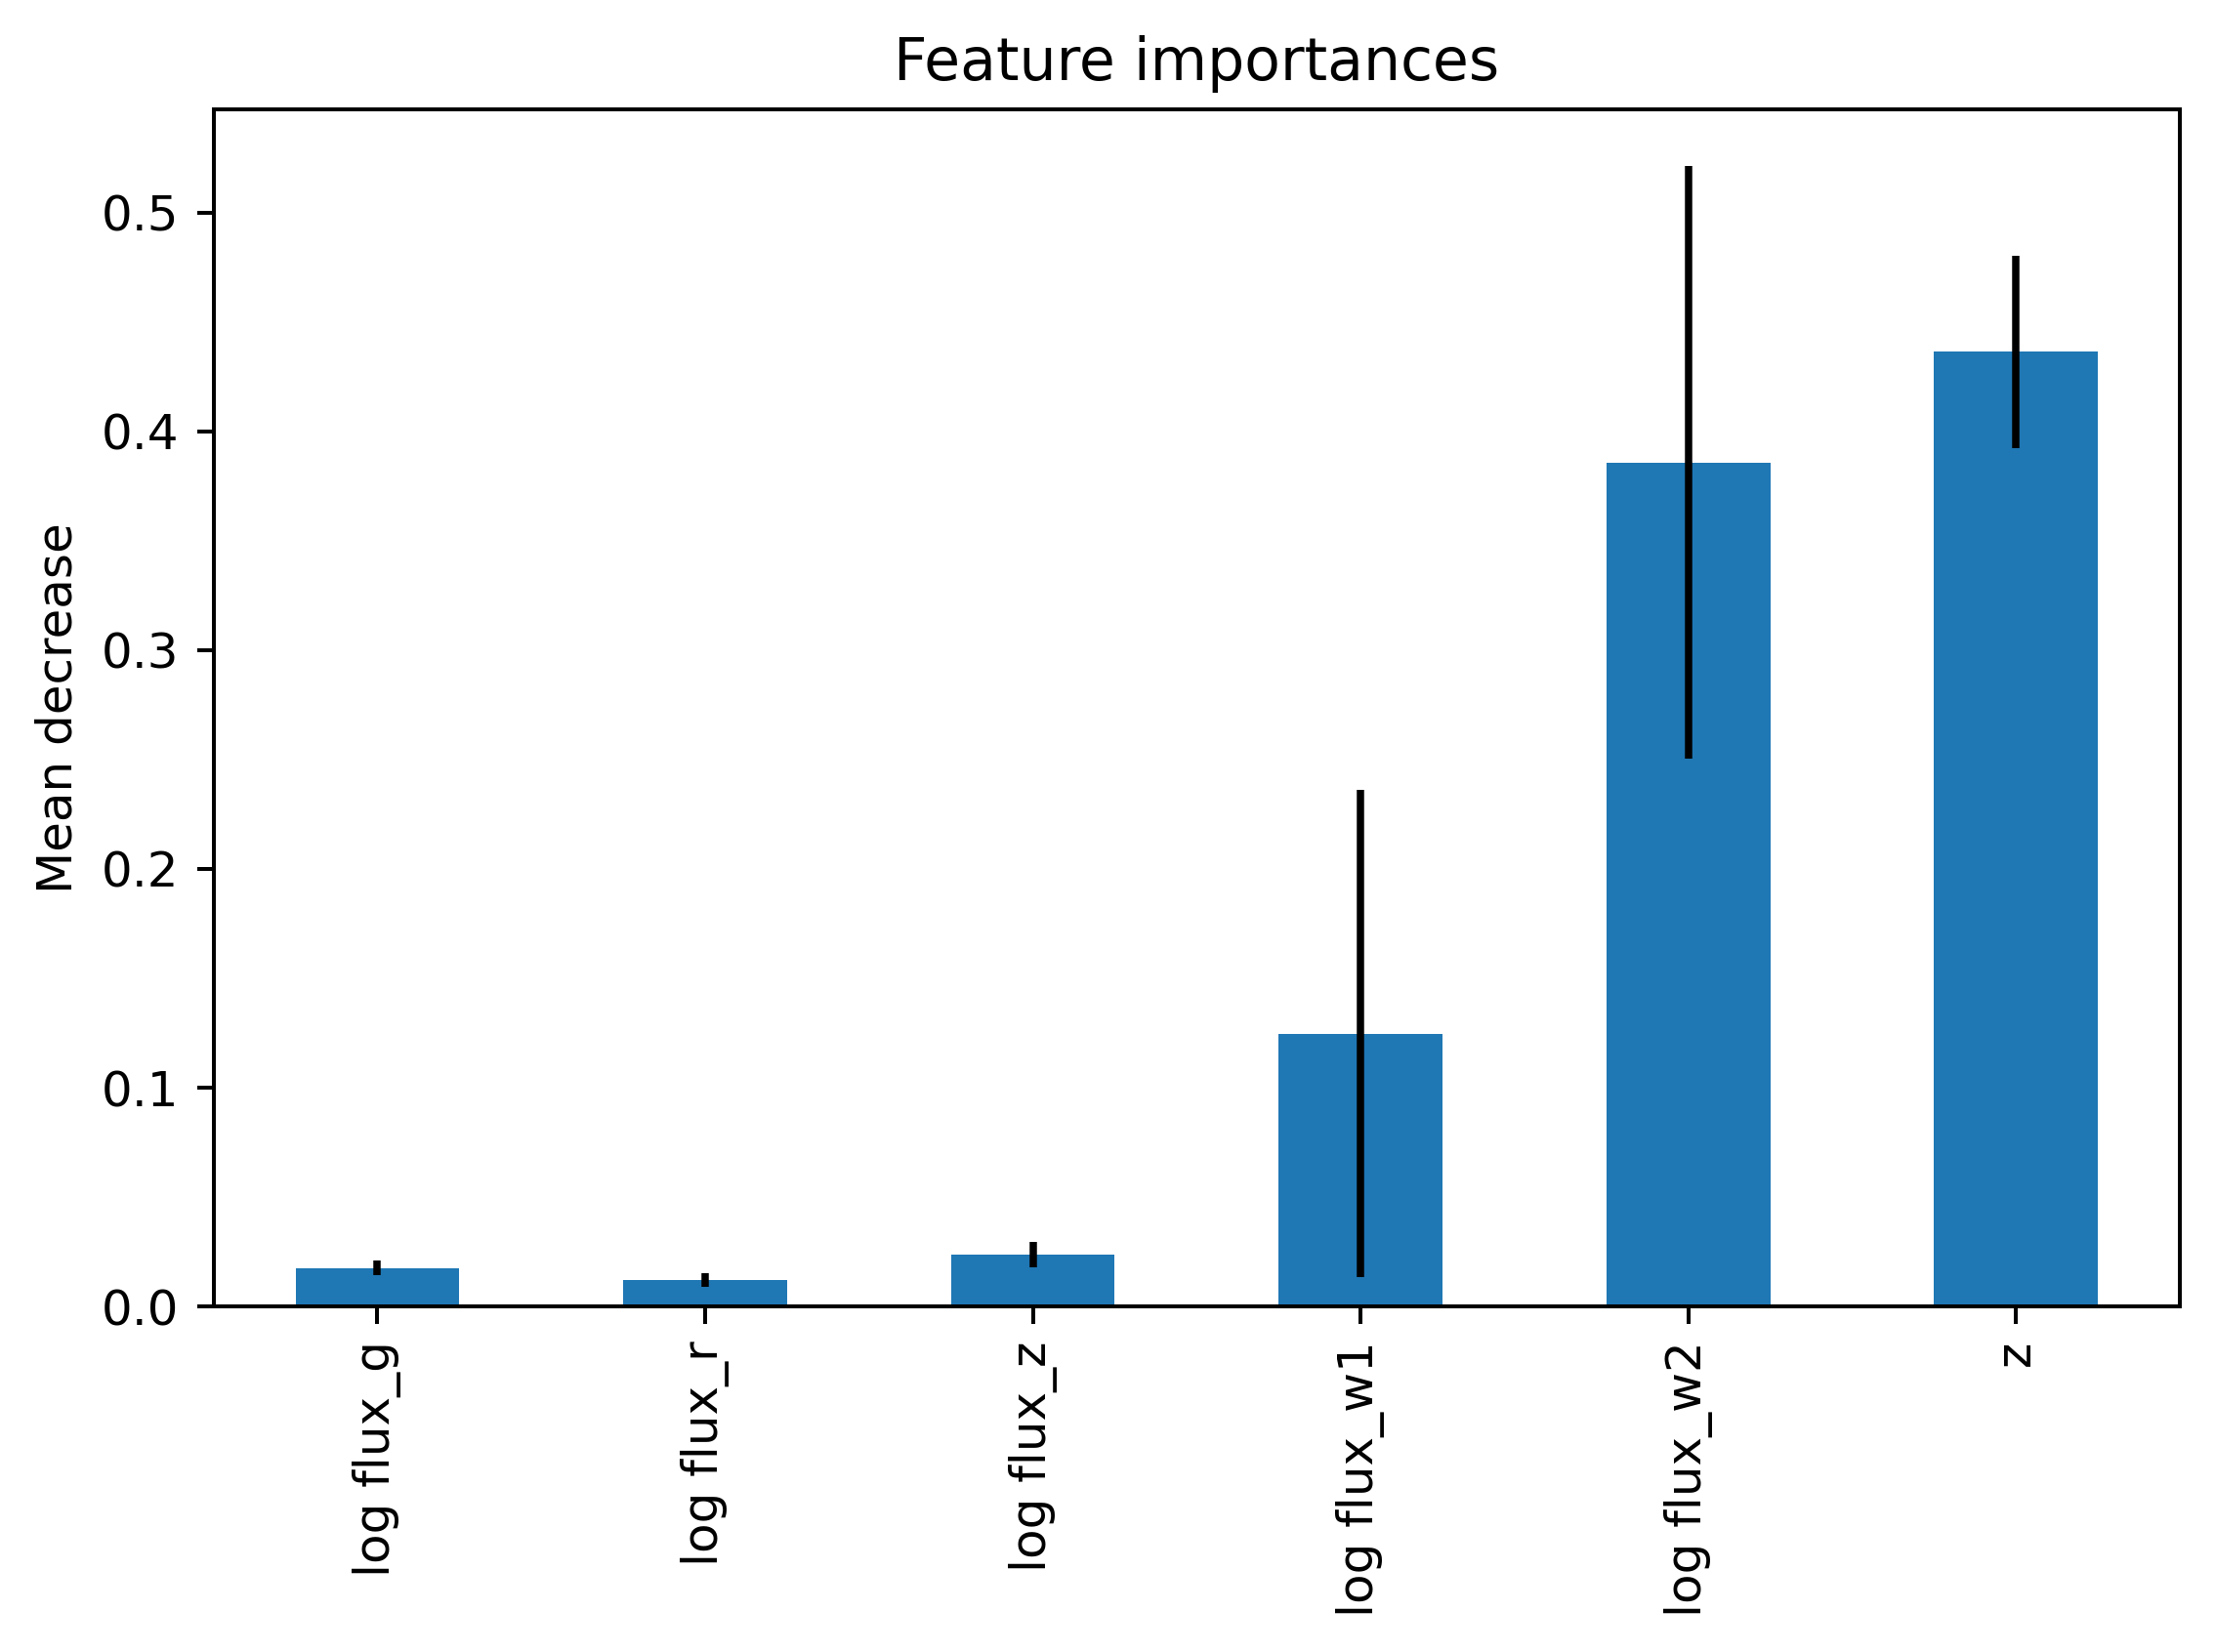 Feature importances
Mean decrease
0.5
0.4
0.3
0.2
0.1
0.0
log flux_g
log flux_r
log flux_z
log flux_w1
log flux_w2
z